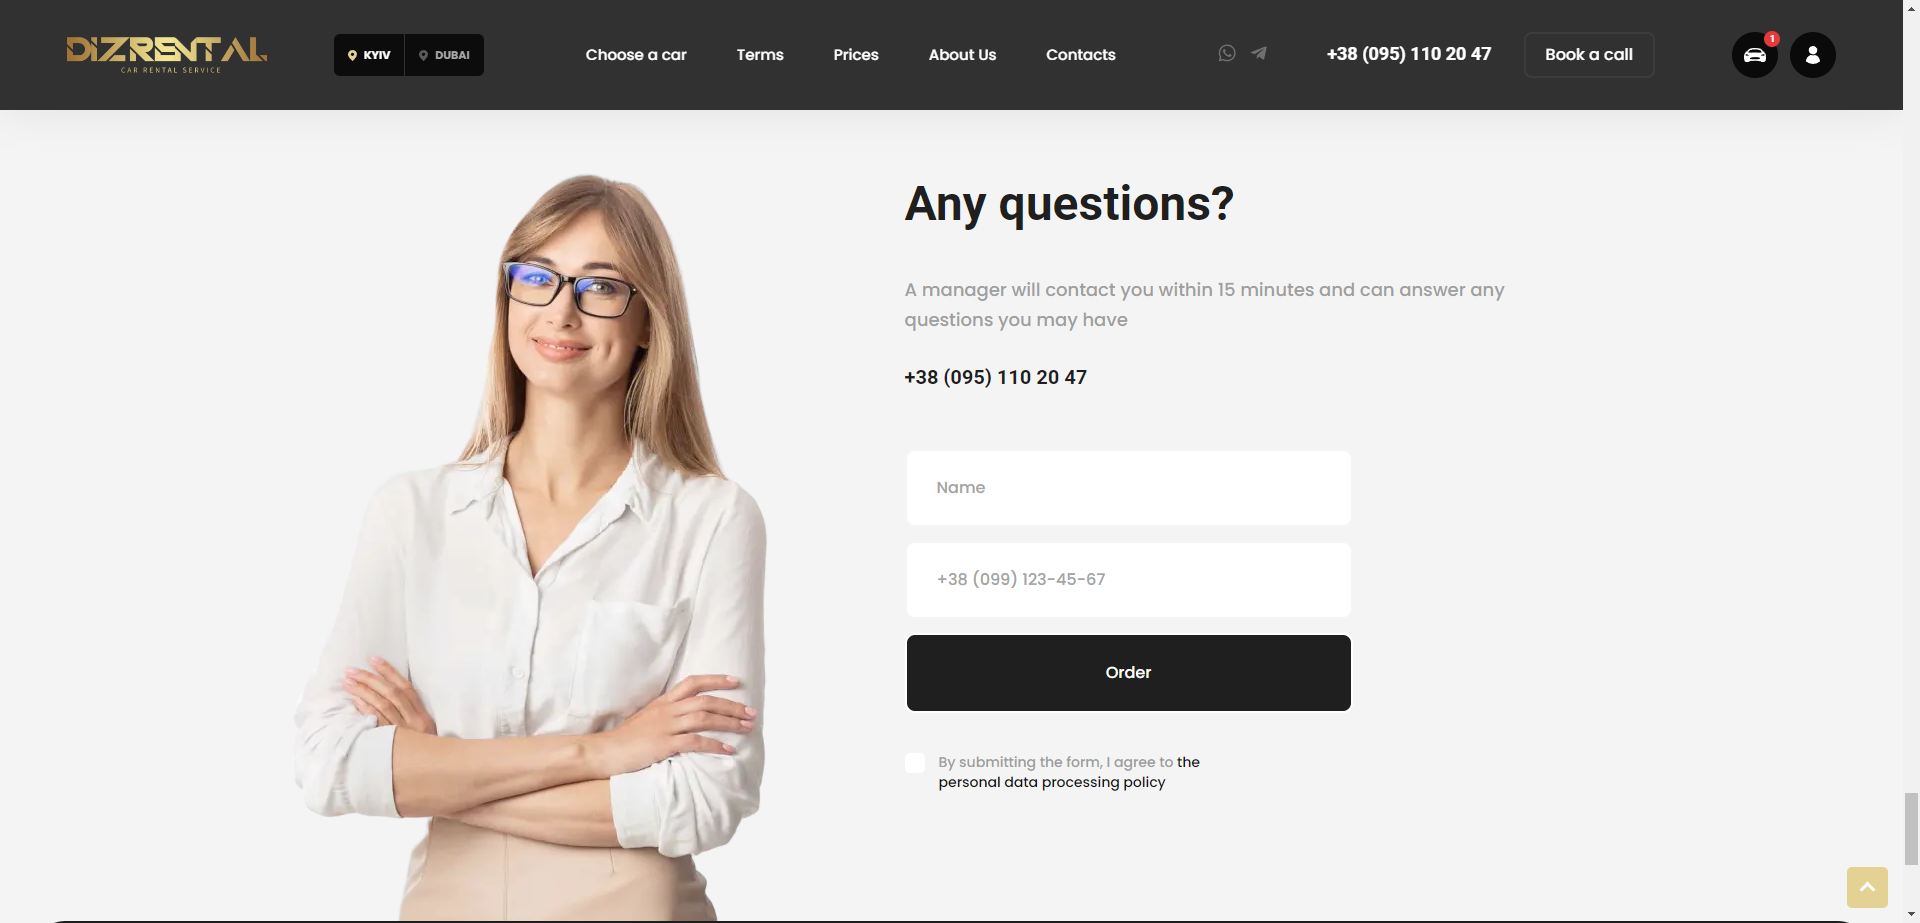 DIZRENTAL
CAR RENTAL SERVICE
KYIV
DUBAI
Choose a car
Terms
Prices
About Us
Contacts
+38 (095) 110 20 47
Book a call
1
Any questions?
A manager will contact you within 15 minutes and can answer any
questions you may have
+38 (095) 110 20 47
Name
+38 (099) 123-45-67
Order
By submitting the form, I agree to the
personal data processing policy